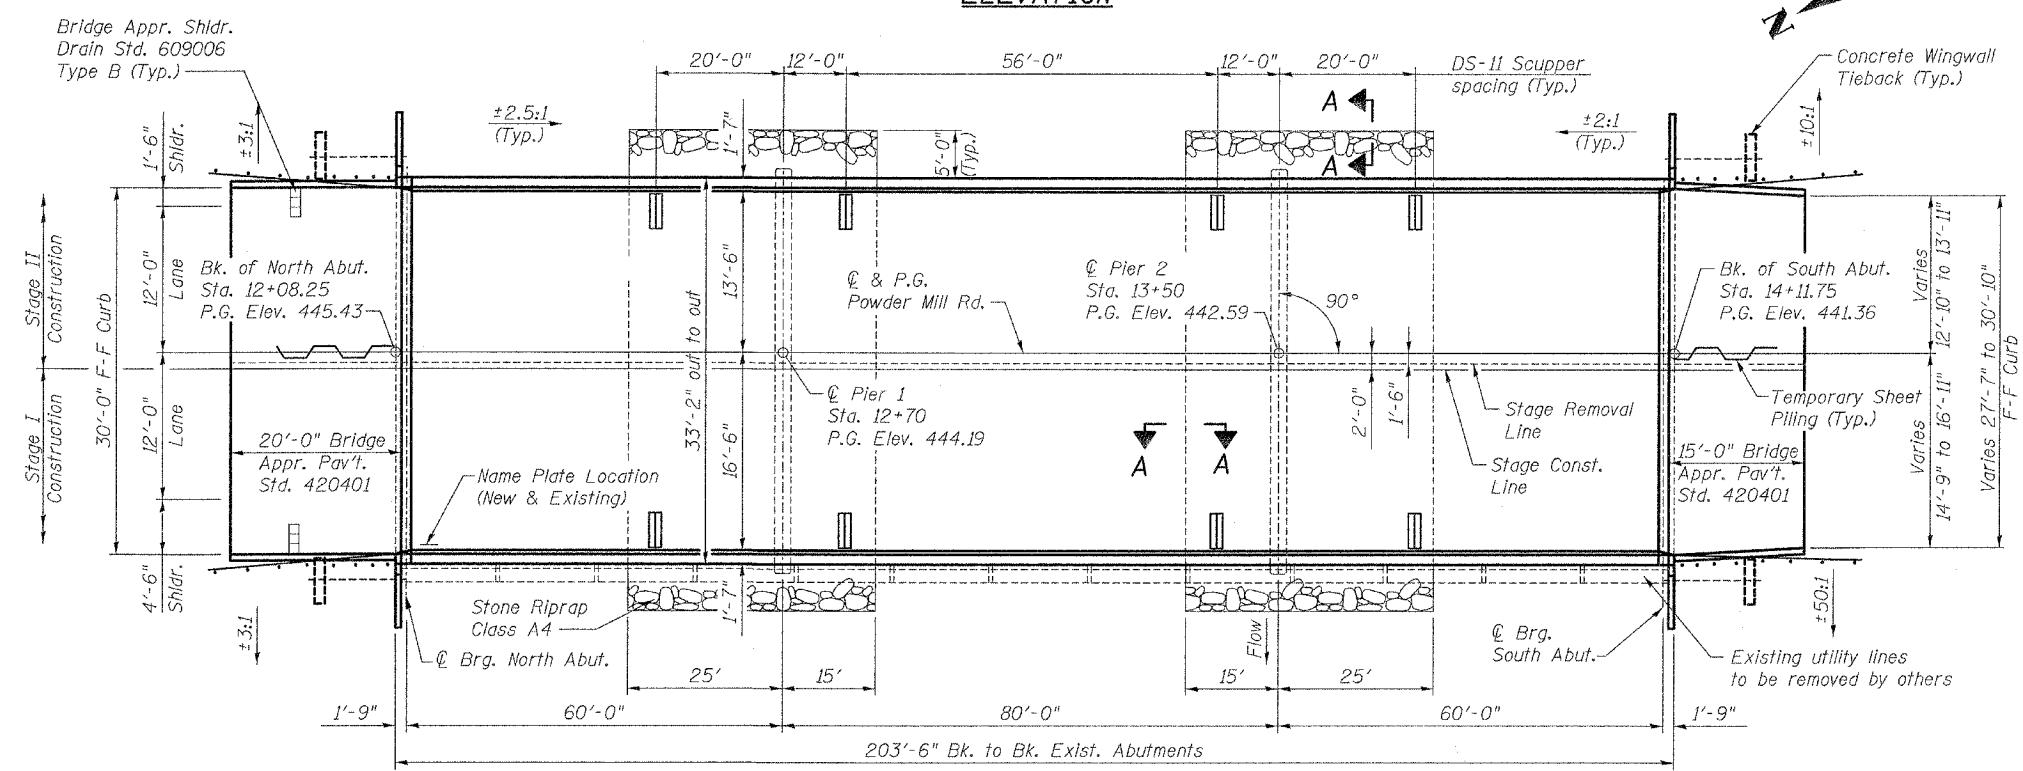 ELEVATION
N
Bridge Appr. Shldr.
Drain Std. 609006
Type B (Typ.)
20'-0"
12'-0"
56'-0"
12'-0"
20'-0"
DS-11 Scupper
spacing (Typ.)
Concrete Wingwall
Tieback (Typ.)
1'-6"
Shldr.
±3:1
±2.5:1
(Typ.)
1'-7"
5'-0"
(Typ.)
A
A
±2:1
(Typ.)
±10:1
Stage II
Construction
30'-0" F-F Curb
12'-0"
Lane
Bk. of North Abut.
Sta. 12+08.25
P.G. Elev. 445.43
33'-2" out to out
13'-6"
℄ & P.G.
Powder Mill Rd.
℄ Pier 2
Sta. 13+50
P.G. Elev. 442.59
90°
Bk. of South Abut.
Sta. 14+11.75
P.G. Elev. 441.36
Varies
12'-10" to 13'-11"
Varies 27'-7" to 30'-10"
F-F Curb
Stage I
Construction
12'-0"
Lane
20'-0" Bridge
Appr. Pav't.
Std. 420401
Name Plate Location
(New & Existing)
16'-6"
℄ Pier 1
Sta. 12+70
P.G. Elev. 444.19
A
A
2'-0"
1'-6"
Stage Removal
Line
Stage Const.
Line
Temporary Sheet
Piling (Typ.)
15'-0" Bridge
Appr. Pav't.
Std. 420401
Varies
14'-9" to 16'-11"
4'-6"
Shldr.
±3:1
Stone Riprap
Class A4
℄ Brg. North Abut.
1'-7"
Flow
℄ Brg.
South Abut.
Existing utility lines
to be removed by others
±50:1
25'
15'
15'
25'
1'-9"
60'-0"
80'-0"
60'-0"
1'-9"
203'-6" Bk. to Bk. Exist. Abutments